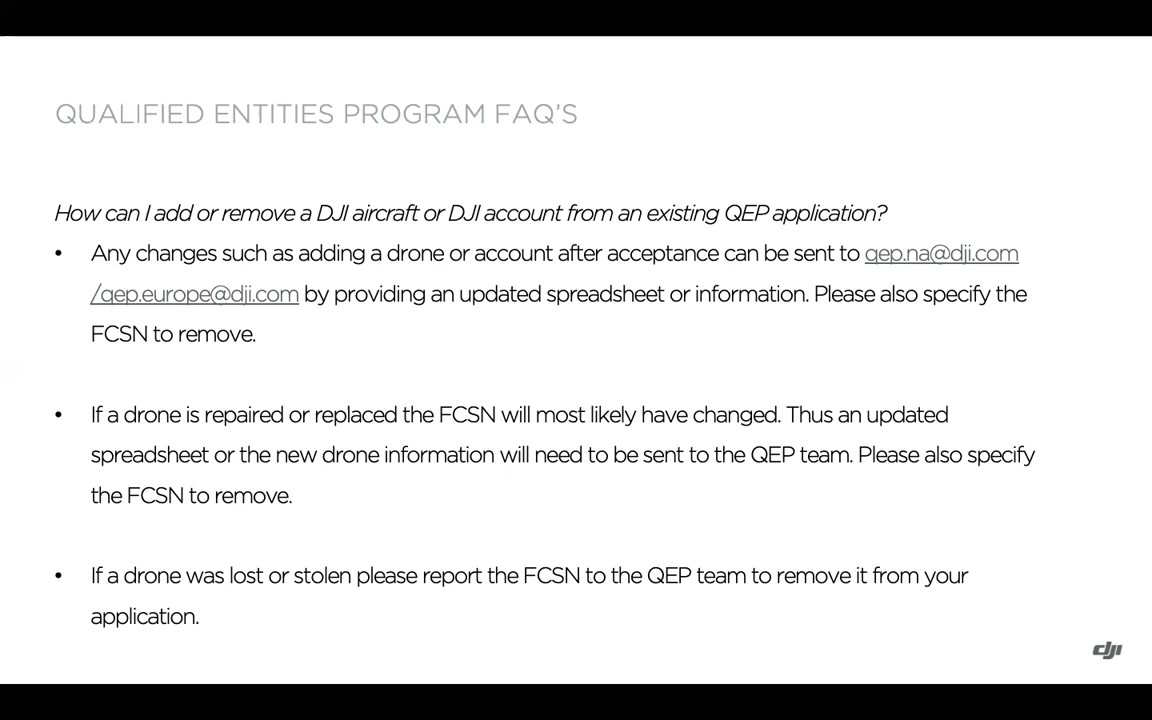 QUALIFIED ENTITIES PROGRAM FAQ'S
How can I add or remove a DJI aircraft or DJI account from an existing QEP application?
• Any changes such as adding a drone or account after acceptance can be sent to qep.na@dji.com
/qep.europe@dji.com by providing an updated spreadsheet or information. Please also specify the
FCSN to remove.
• If a drone is repaired or replaced the FCSN will most likely have changed. Thus an updated
spreadsheet or the new drone information will need to be sent to the QEP team. Please also specify
the FCSN to remove.
• If a drone was lost or stolen please report the FCSN to the QEP team to remove it from your
application.
dji